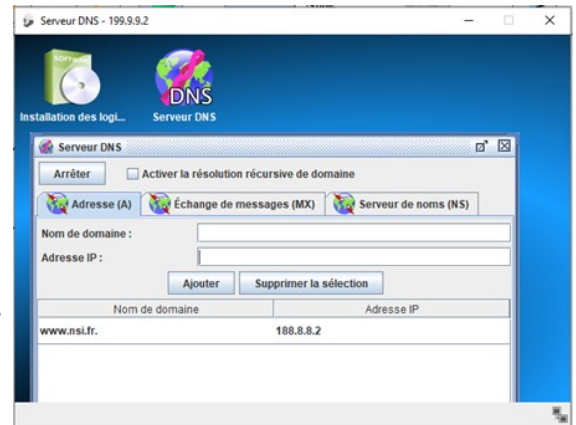 Serveur DNS - 199.9.9.2
DNS
Installation des logi...
Serveur DNS
Serveur DNS
Arrêter
Activer la résolution récursive de domaine
Adresse (A)
Échange de messages (MX)
Serveur de noms (NS)
Nom de domaine :
Adresse IP :
Ajouter
Supprimer la sélection
Nom de domaine
Adresse IP
www.nsi.fr.
188.8.8.2